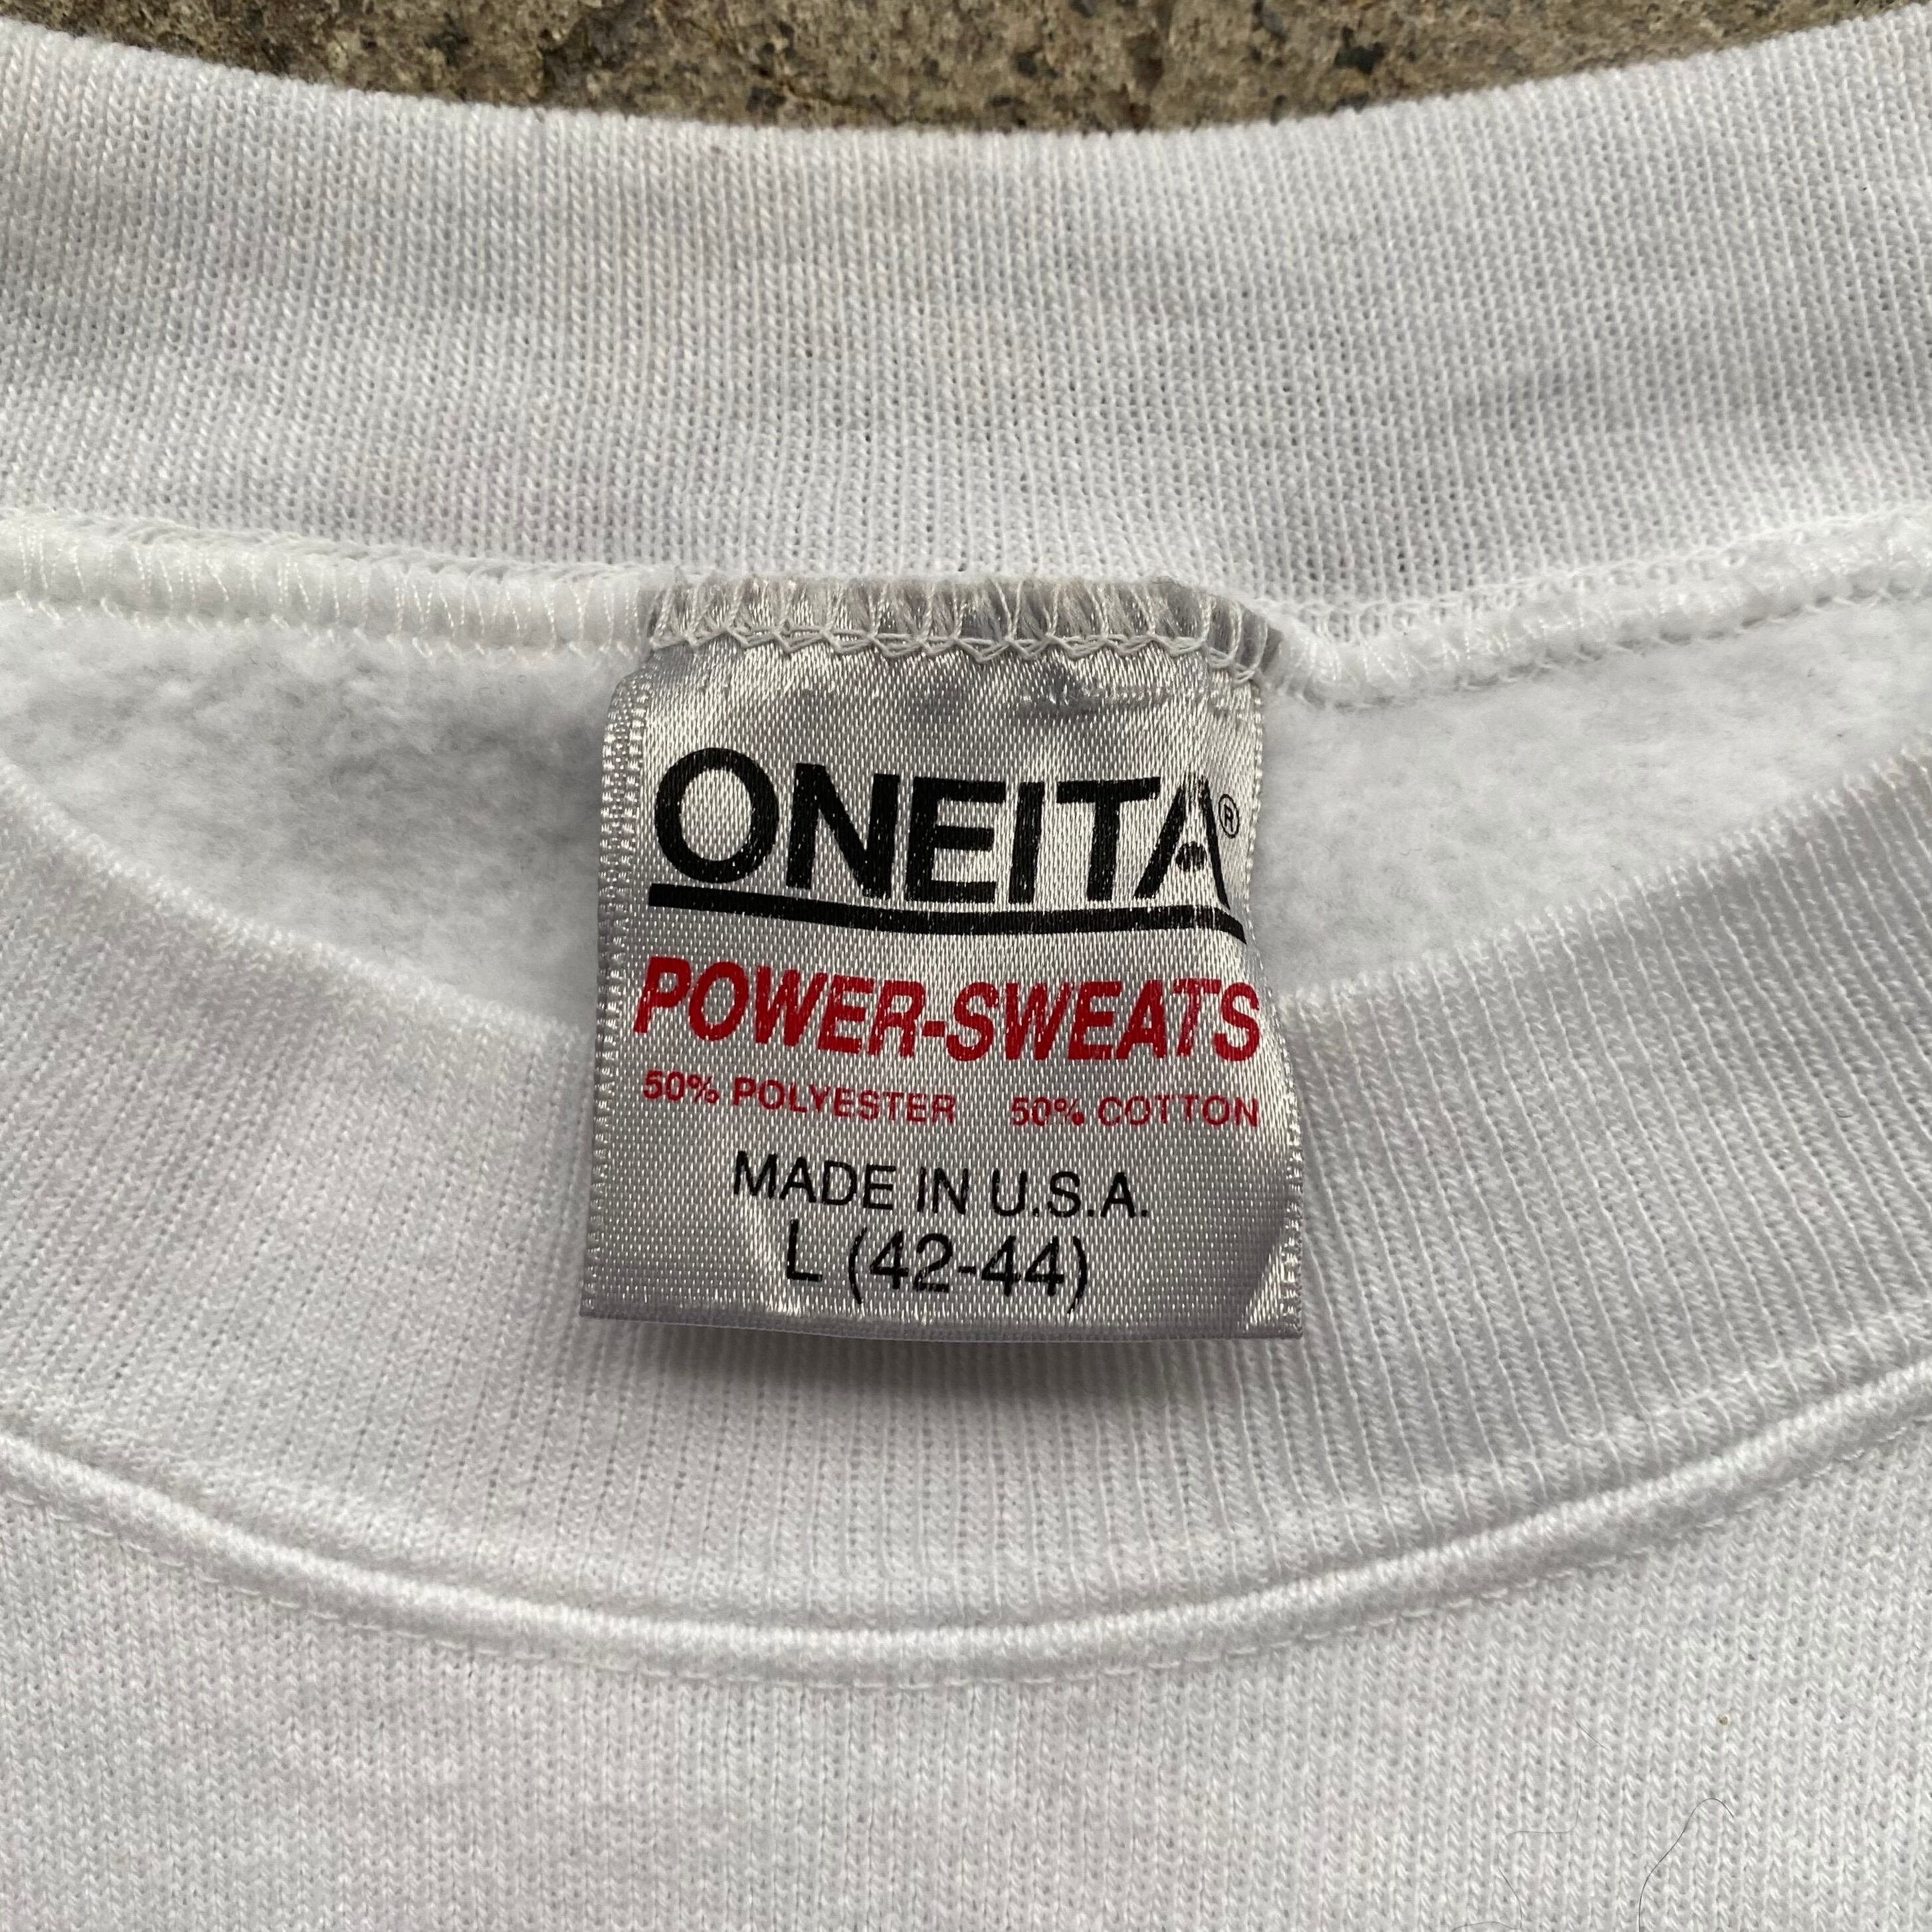 ONEITA®
POWER-SWEATS
50% POLYESTER 50% COTTON
MADE IN U.S.A.
L (42-44)